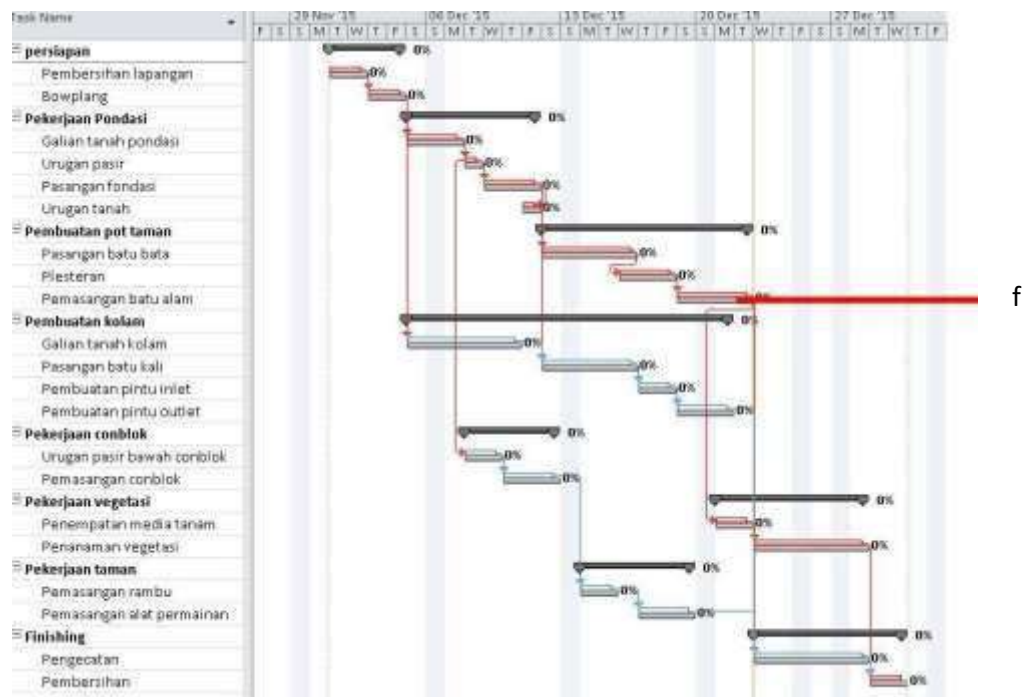 Task Name
29 Nov '15 06 Dec '15 13 Dec '15 20 Dec '15 27 Dec '15
F S S M T W T F S S M T W T F S S M T W T F S S M T W T F S S M T W T F
persiapan 0%
Pembersihan lapangan 0%
Bowplang 0%
Pekerjaan Pondasi 0%
Galian tanah pondasi 0%
Urugan pasir 0%
Pasangan fondasi 0%
Urugan tanah 0%
Pembuatan pot taman 0%
Pasangan batu bata 0%
Plesteran 0%
Pemasangan batu alam 0% f
Pembuatan kolam 0%
Galian tanah kolam 0%
Pasangan batu kali 0%
Pembuatan pintu inlet 0%
Pembuatan pintu outlet 0%
Pekerjaan conblok 0%
Urugan pasir bawah conblok 0%
Pemasangan conblok 0%
Pekerjaan vegetasi 0%
Penempatan media tanam 0%
Penanaman vegetasi 0%
Pekerjaan taman 0%
Pemasangan rambu 0%
Pemasangan alat permainan 0%
Finishing 0%
Pengecatan 0%
Pembersihan 0%